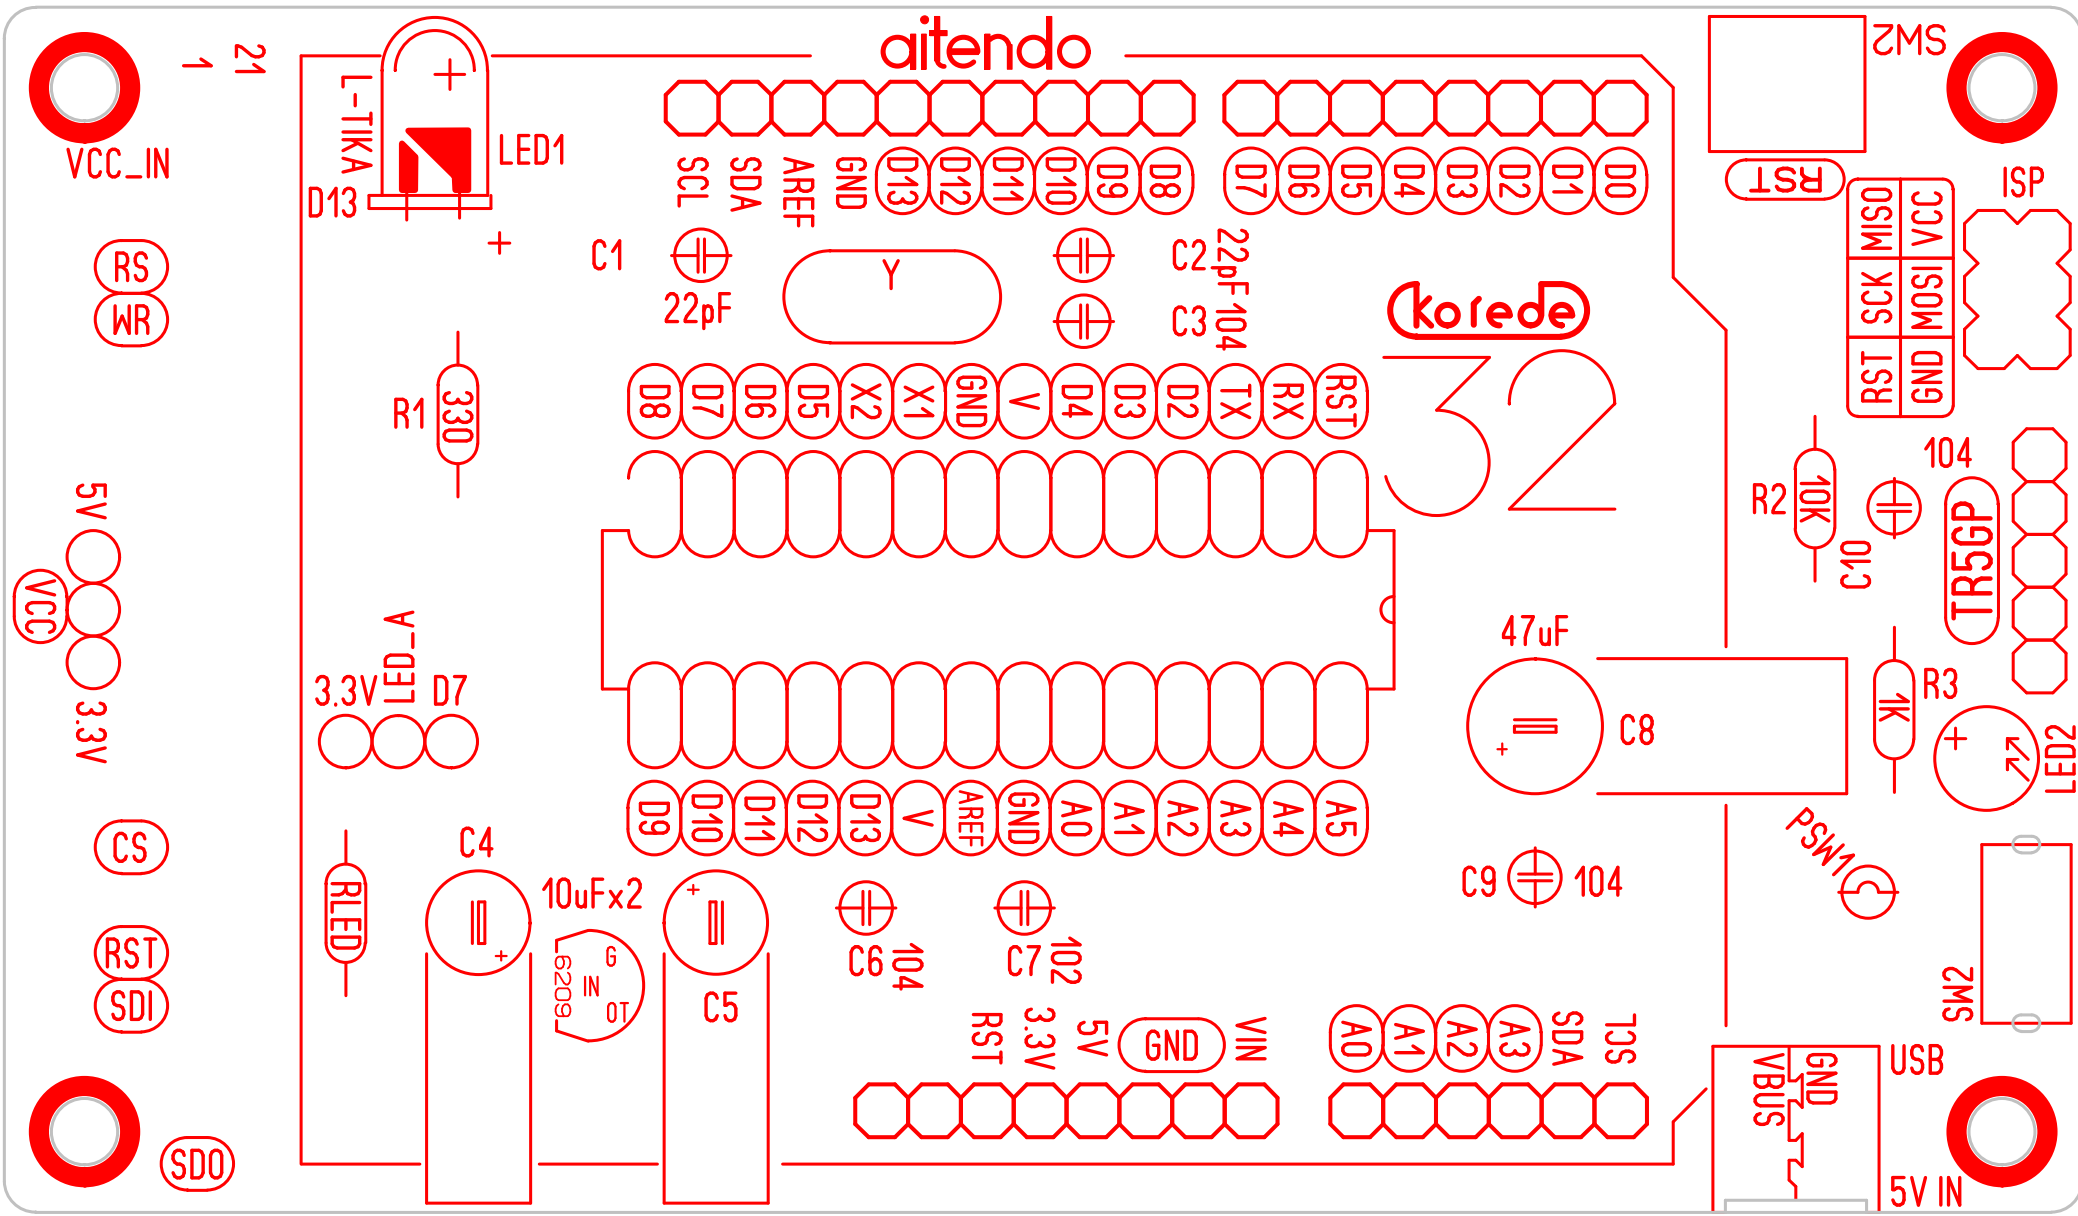 aitendo
SW2
1
21
L-TIKA
LED1
VCC_IN
D13
SCL
SDA
AREF
GND
D13
D12
D11
D10
D9
D8
D7
D6
D5
D4
D3
D2
D1
D0
RST
ISP
MISO
VCC
SCK
MOSI
RST
GND
RS
WR
C1
22pF
Y
C2
22pF
C3
104
korede
32
R1
330
D8
D7
D6
D5
X2
X1
GND
V
D4
D3
D2
TX
RX
RST
R2
10K
104
C10
TR5GP
5V
VCC
3.3V
3.3V
LED_A
D7
47uF
C8
R3
1K
LED2
D9
D10
D11
D12
D13
V
AREF
GND
A0
A1
A2
A3
A4
A5
PSW1
CS
RLED
C4
10uFx2
C5
6209
G
IN
OT
C6
104
C7
102
C9
104
SW2
RST
SDI
RST
3.3V
5V
GND
VIN
A0
A1
A2
A3
SDA
SCL
USB
VBUS
GND
5V IN
SDO